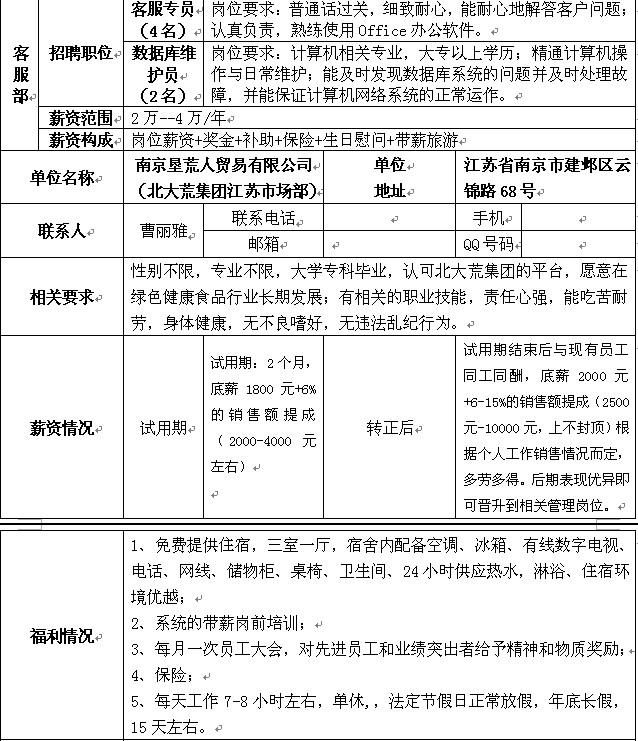 客服专员
（4名）
岗位要求：普通话过关，细致耐心，能耐心地解答客户问题；
认真负责，熟练使用Office办公软件。
客服部
招聘职位
数据库维
护员
（2名）
岗位要求：计算机相关专业，大专以上学历；精通计算机操
作与日常维护；能及时发现数据库系统的问题并及时处理故
障，并能保证计算机网络系统的正常运作。
薪资范围
2万--4万/年
薪资构成
岗位薪资+奖金+补助+保险+生日慰问+带薪旅游
单位名称
南京垦荒人贸易有限公司
（北大荒集团江苏市场部）
单位
地址
江苏省南京市建邺区云
锦路68号
联系人
曹丽雅
联系电话
手机
邮箱
QQ号码
相关要求
性别不限，专业不限，大学专科毕业，认可北大荒集团的平台，愿意在
绿色健康食品行业长期发展；有相关的职业技能，责任心强，能吃苦耐
劳，身体健康，无不良嗜好，无违法乱纪行为。
薪资情况
试用期
试用期：2个月，
底薪1800元+6%
的销售额提成
（2000-4000元
左右）
转正后
试用期结束后与现有员工
同工同酬，底薪2000元
+6-15%的销售额提成（2500
元-10000元，上不封顶）根
据个人工作销售情况而定，
多劳多得。后期表现优异即
可晋升到相关管理岗位。
福利情况
1、免费提供住宿，三室一厅，宿舍内配备空调、冰箱、有线数字电视、
电话、网线、储物柜、桌椅、卫生间、24小时供应热水，淋浴、住宿环
境优越；
2、系统的带薪岗前培训；
3、每月一次员工大会，对先进员工和业绩突出者给予精神和物质奖励；
4、保险；
5、每天工作7-8小时左右，单休,，法定节假日正常放假，年底长假，
15天左右。